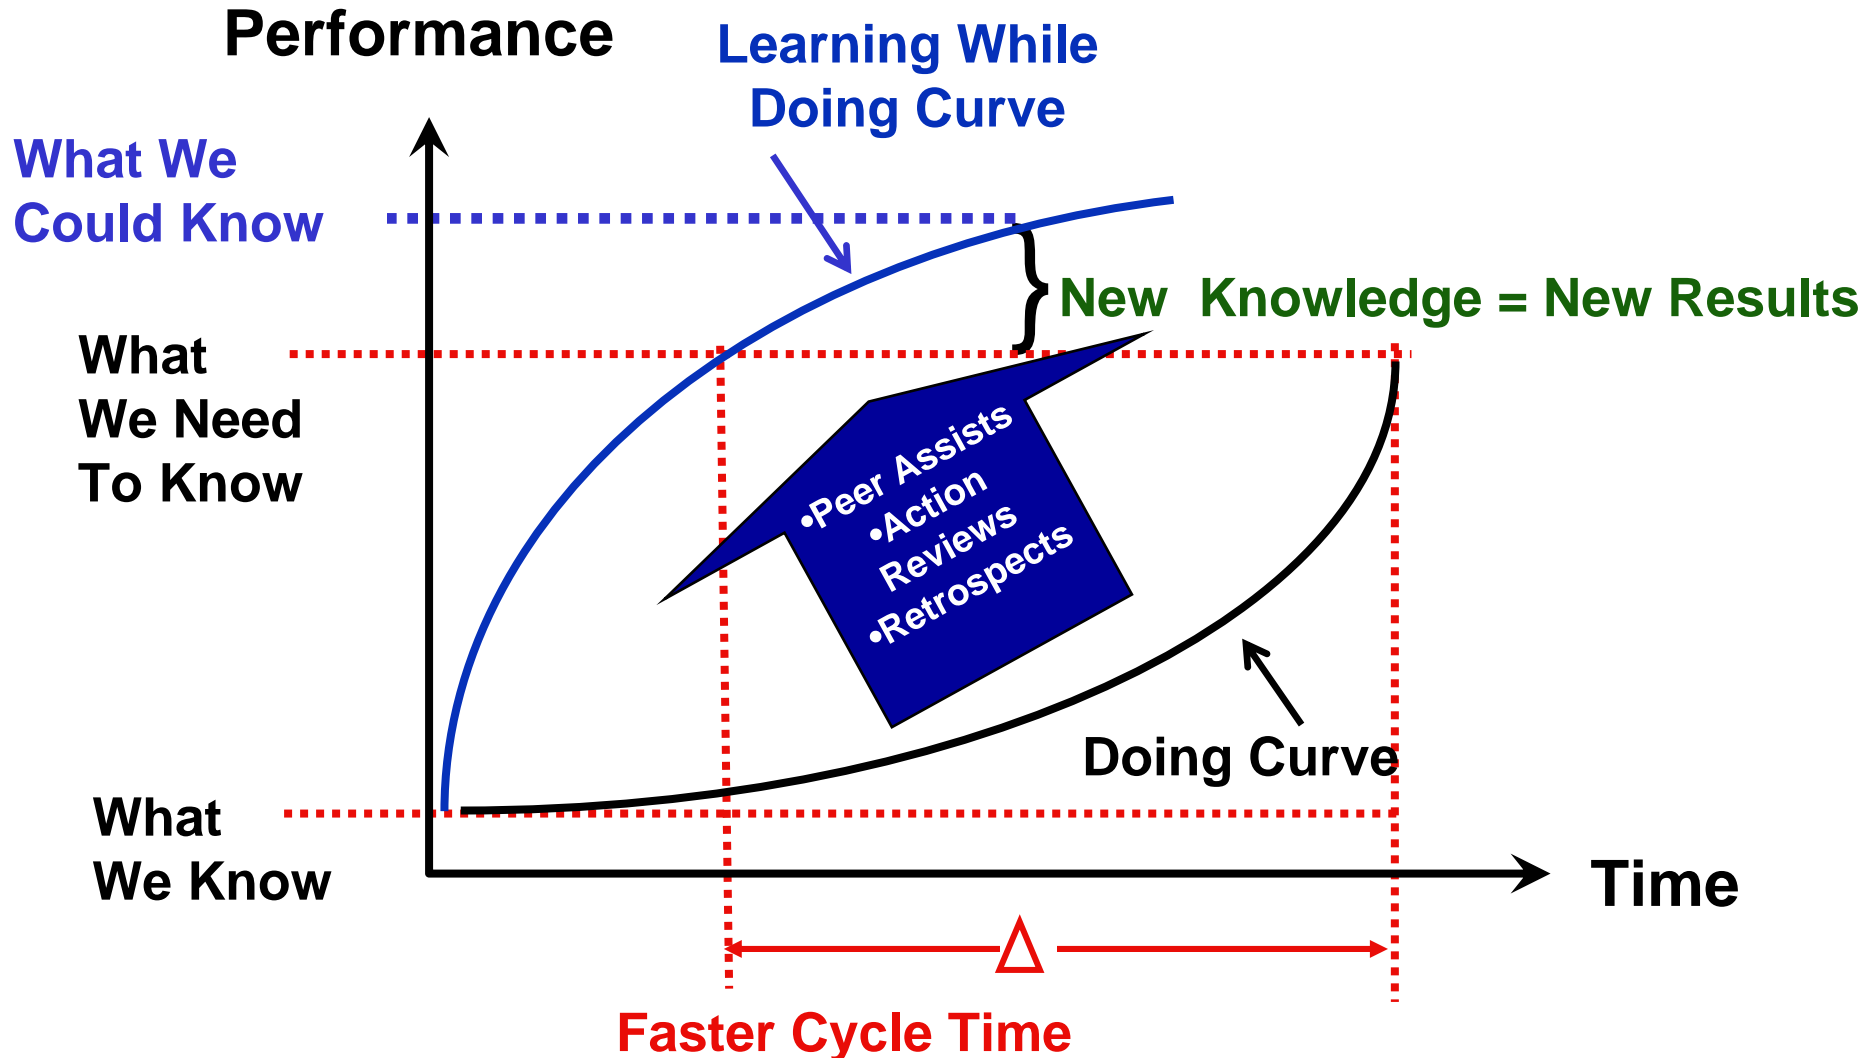 Performance
Learning While
Doing Curve
What We
Could Know
} New  Knowledge = New Results
What
We Need
To Know
•Peer Assists
•Action
Reviews
•Retrospects
Doing Curve
What
We Know
Time
Δ
Faster Cycle Time